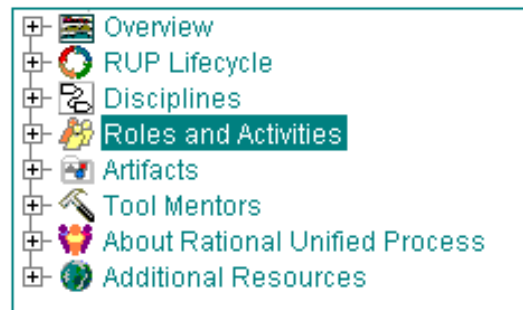 Overview
RUP Lifecycle
Disciplines
Roles and Activities
Artifacts
Tool Mentors
About Rational Unified Process
Additional Resources